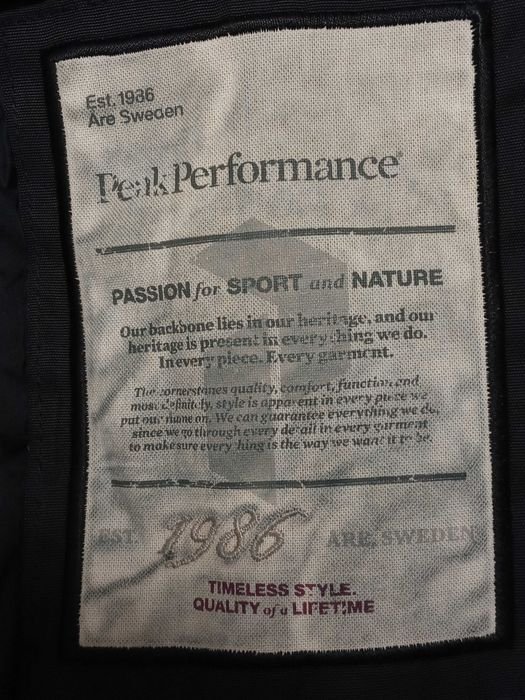 Est. 1986
Åre Sweden
PeakPerformance®
PASSION for SPORT and NATURE
Our backbone lies in our heritage, and our
heritage is present in everything we do.
In every piece. Every garment.
The cornerstones quality, comfort, function and
most definitely, style is apparent in every piece we
put our name on. We can guarantee everything we do,
since we go through every detail in every garment
to make sure every thing is the way we want it to be.
EST. 1986 ÅRE, SWEDEN
TIMELESS STYLE.
QUALITY of a LIFETIME